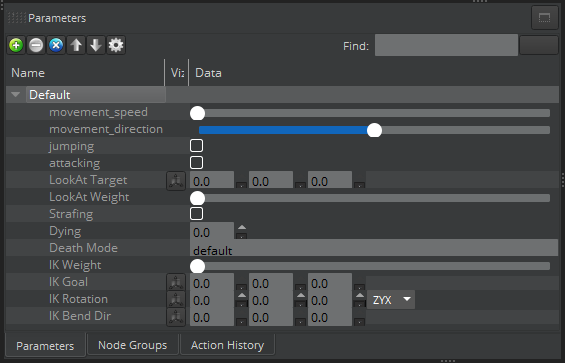 Parameters
Find:
Name Vi: Data
Default
movement_speed
movement_direction
jumping
attacking
LookAt Target 0.0 0.0 0.0
LookAt Weight
Strafing
Dying 0.0
Death Mode default
IK Weight
IK Goal 0.0 0.0 0.0
IK Rotation 0.0 0.0 0.0 ZYX
IK Bend Dir 0.0 0.0 0.0
Parameters Node Groups Action History